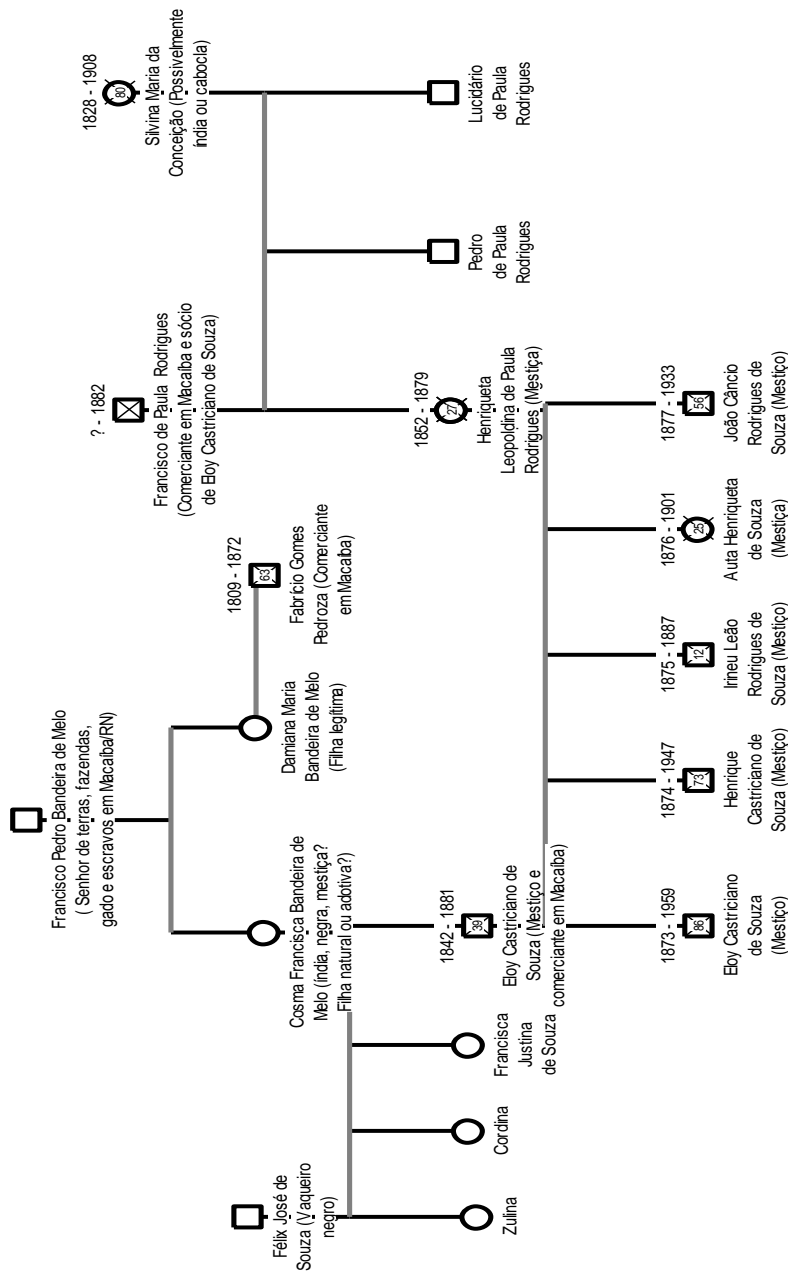 Francisco Pedro Bandeira de Melo
( Senhor de terras, fazendas,
gado e escravos em Macaíba/RN)
? - 1882
Francisco de Paula Rodrigues
(Comerciante em Macaíba e sócio
de Eloy Castriciano de Souza)
1828 - 1908
80
Silvina Maria da
Conceição (Possivelmente
índia ou cabocla)
Félix José de
Souza (Vaqueiro
negro)
Cosma Francisca Bandeira de
Melo (índia, negra, mestiça?
Filha natural ou adotiva?)
Damiana Maria
Bandeira de Melo
(Filha legítima)
1809 - 1872
63
Fabrício Gomes
Pedroza (Comerciante
em Macaíba)
Zulina
Cordina
Francisca
Justina
de Souza
1842 - 1881
39
Eloy Castriciano de
Souza (Mestiço e
comerciante em Macaíba)
1852 - 1879
27
Henriqueta
Leopoldina de Paula
Rodrigues (Mestiça)
Pedro
de Paula
Rodrigues
Lucidário
de Paula
Rodrigues
1873 - 1959
86
Eloy Castriciano
de Souza
(Mestiço)
1874 - 1947
73
Henrique
Castriciano de
Souza (Mestiço)
1875 - 1887
12
Irineu Leão
Rodrigues de
Souza (Mestiço)
1876 - 1901
25
Auta Henriqueta
de Souza
(Mestiça)
1877 - 1933
56
João Câncio
Rodrigues de
Souza (Mestiço)